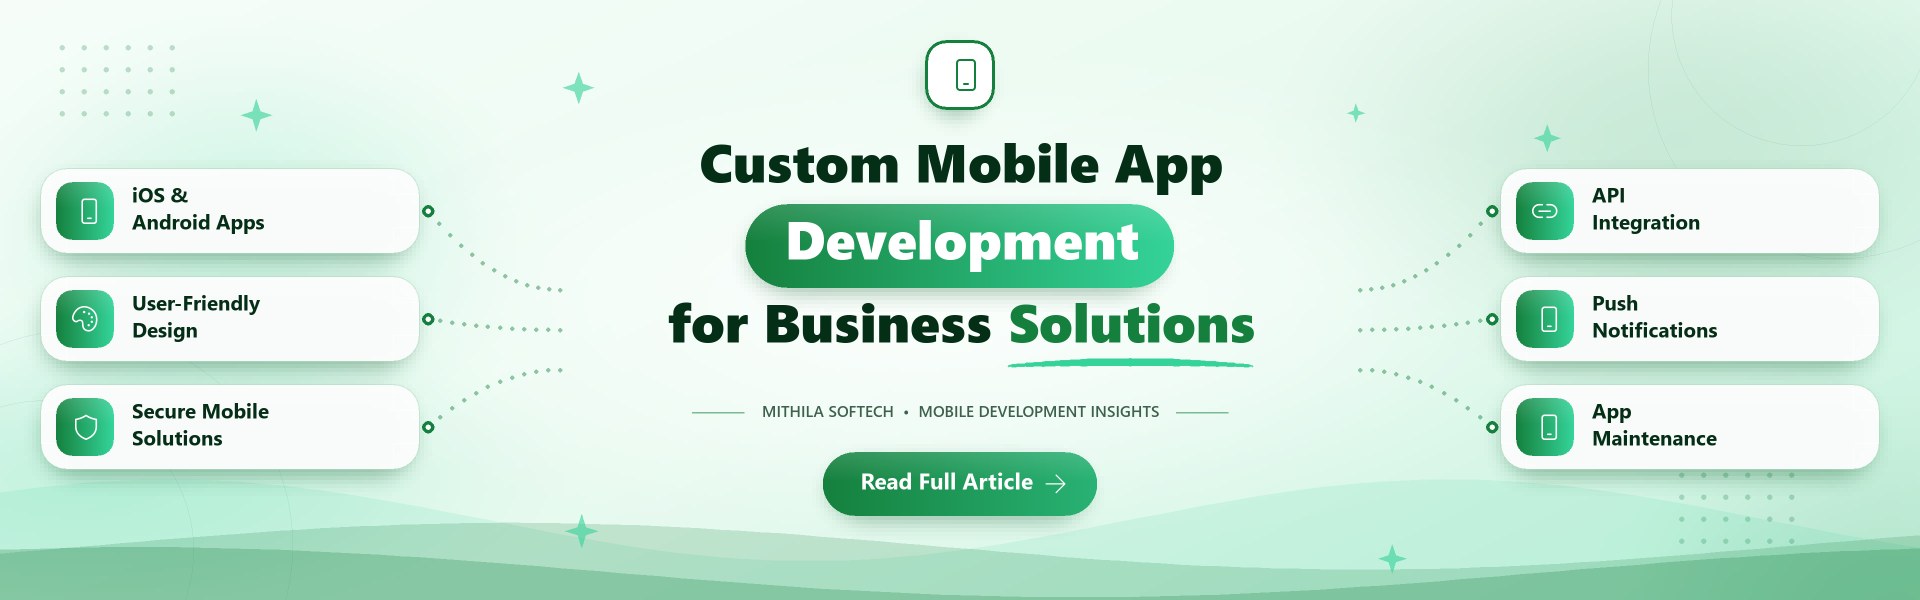 Custom Mobile App
Development
for Business Solutions
MITHILA SOFTECH • MOBILE DEVELOPMENT INSIGHTS
Read Full Article →
iOS &
Android Apps
User-Friendly
Design
Secure Mobile
Solutions
API
Integration
Push
Notifications
App
Maintenance